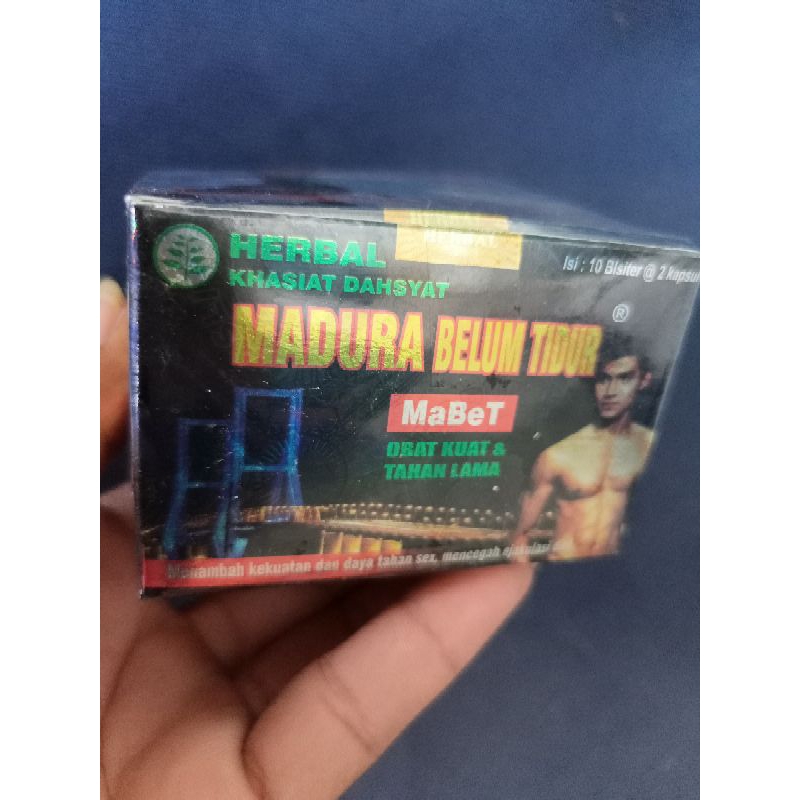 HERBAL
Isi : 10 Blsiter @ 2 kapsul
KHASIAT DAHSYAT
MADURA BELUM TIDUR ®
MaBeT
OBAT KUAT &
TAHAN LAMA
Menambah kekuatan dan daya tahan sex, mencegah ejakulasi